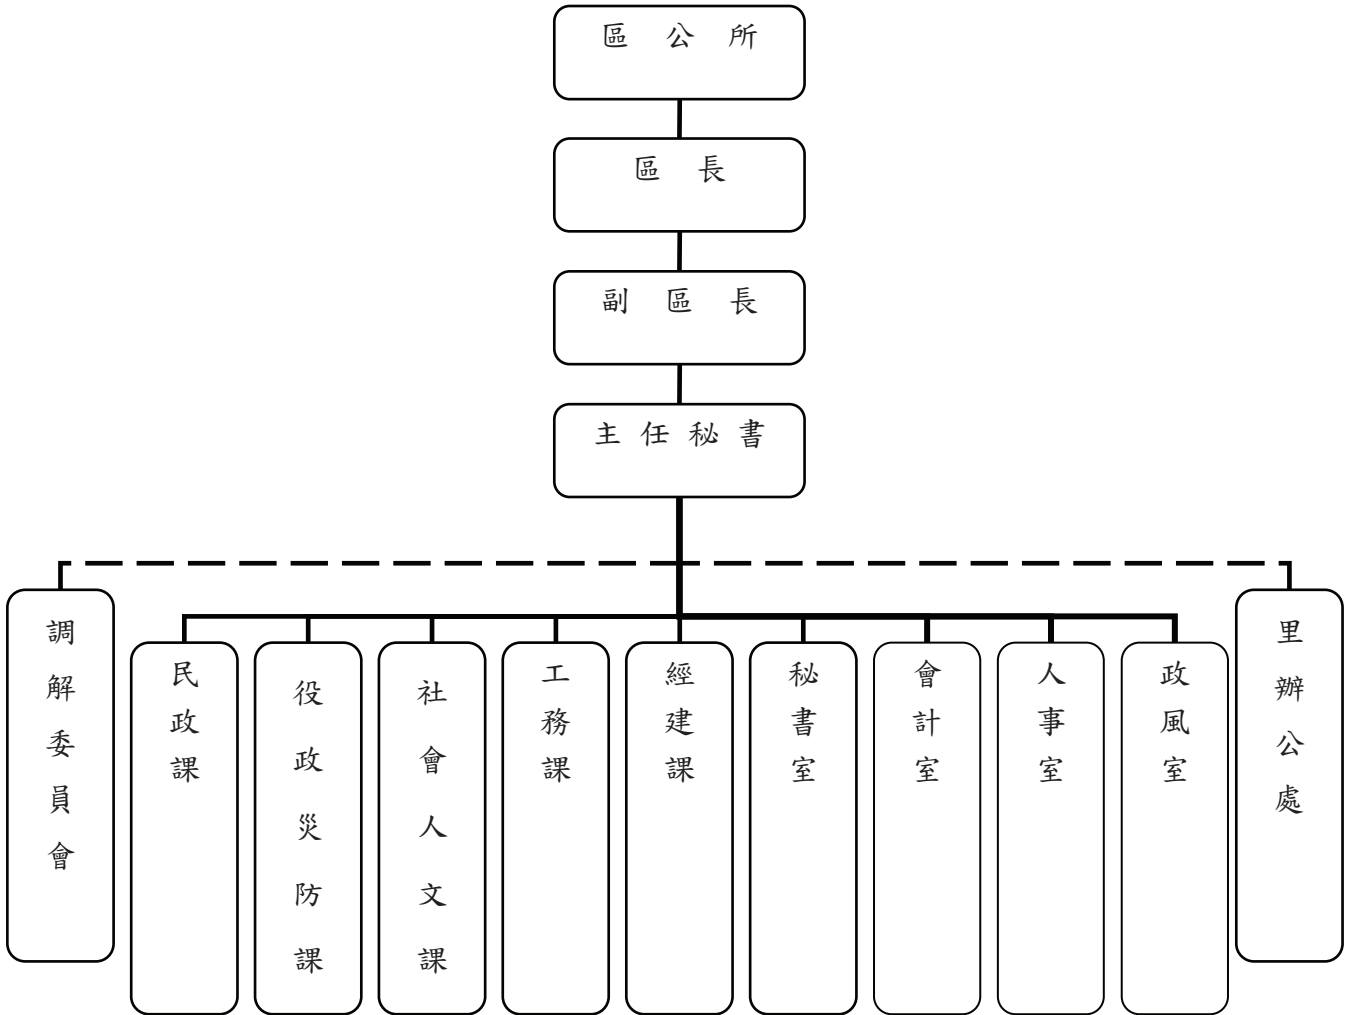 區公所
區長
副區長
主任秘書
調解委員會
民政課
役政災防課
社會人文課
工務課
經建課
秘書室
會計室
人事室
政風室
里辦公處